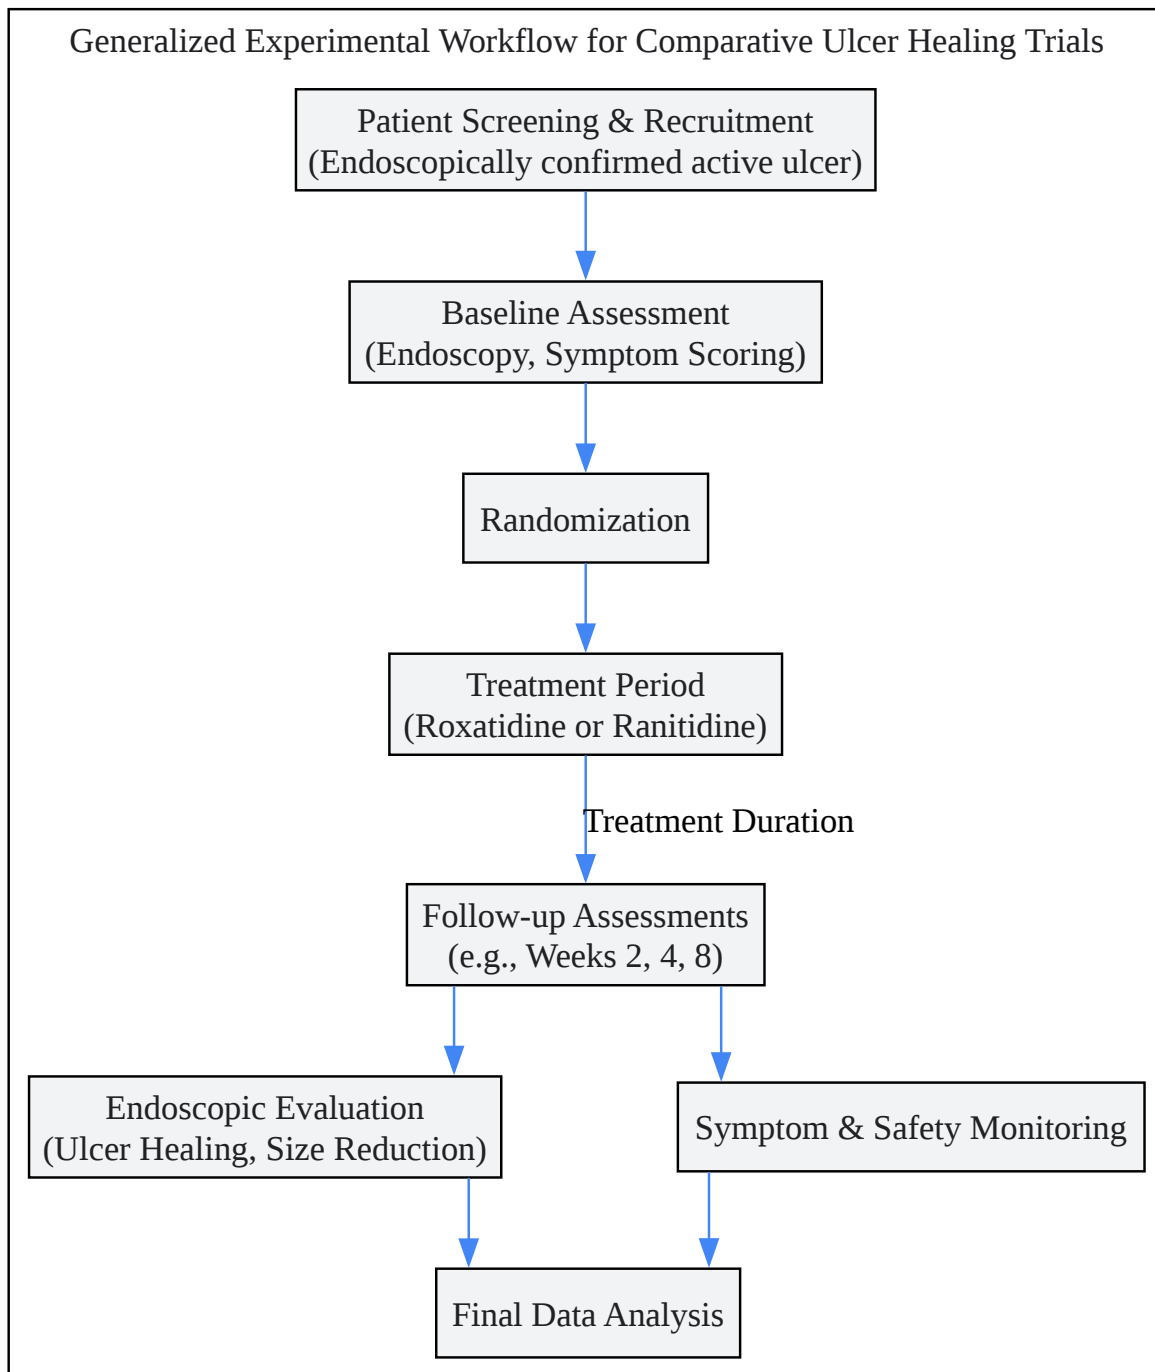 Generalized Experimental Workflow for Comparative Ulcer Healing Trials
Patient Screening & Recruitment
(Endoscopically confirmed active ulcer)
Baseline Assessment
(Endoscopy, Symptom Scoring)
Randomization
Treatment Period
(Roxatidine or Ranitidine)
Treatment Duration
Follow-up Assessments
(e.g., Weeks 2, 4, 8)
Endoscopic Evaluation
(Ulcer Healing, Size Reduction)
Symptom & Safety Monitoring
Final Data Analysis